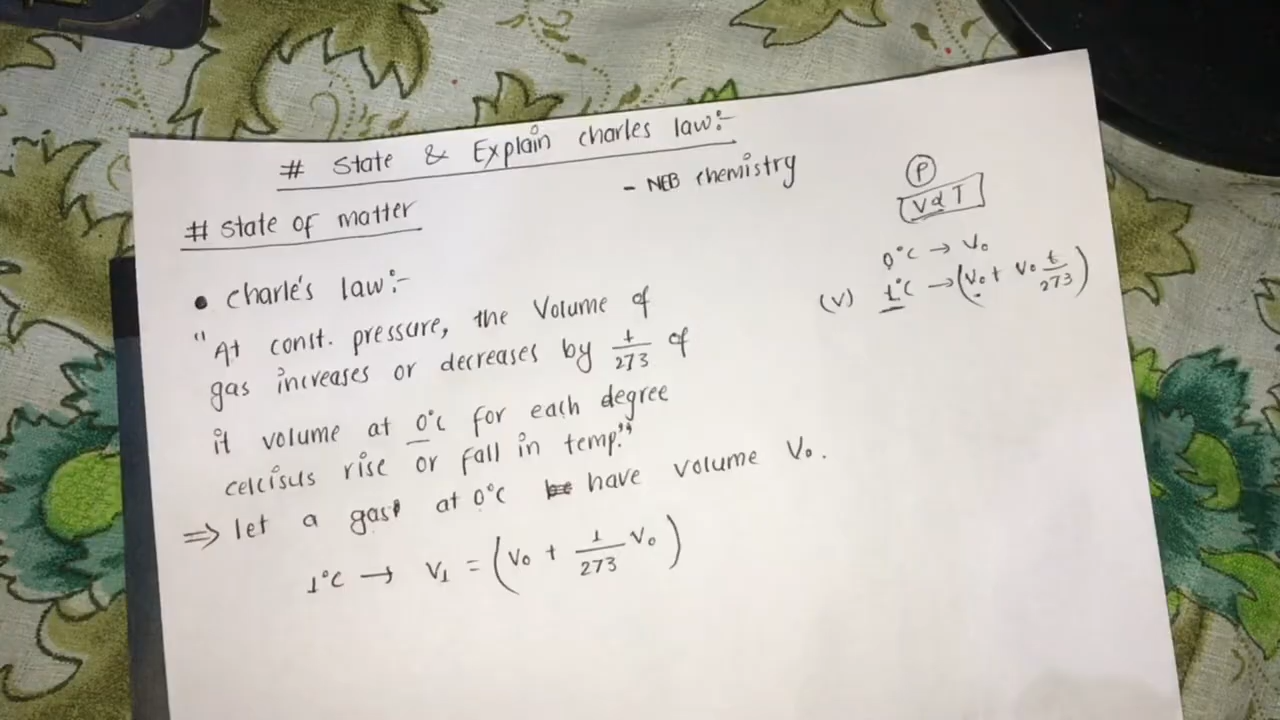 # State & Explain charles law:-
- NEB chemistry
# State of matter
• charle's law:-
"At const. pressure, the Volume of
gas increases or decreases by 1/273 of
it volume at 0°c for each degree
celcisus rise or fall in temp."
⇒ let a gas at 0°c have volume V₀.
1°C → V₁ = (V₀ + 1/273 V₀)
(P)
V α T
0°C → V₀
(V) 1°C → (V₀ + V₀ t/273)